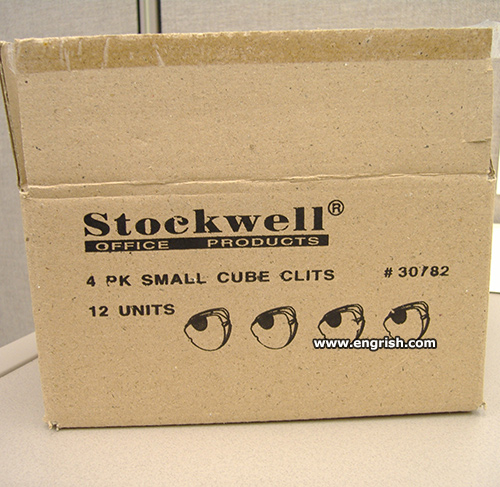 Stockwell®
OFFICE PRODUCTS
4 PK SMALL CUBE CLITS # 30782
12 UNITS
www.engrish.com